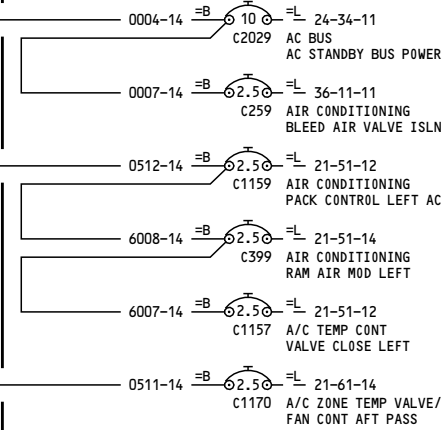 0004-14 =B 10 =L 24-34-11
C2029 AC BUS
AC STANDBY BUS POWER
0007-14 =B 2.5 =L 36-11-11
C259 AIR CONDITIONING
BLEED AIR VALVE ISLN
0512-14 =B 2.5 =L 21-51-12
C1159 AIR CONDITIONING
PACK CONTROL LEFT AC
6008-14 =B 2.5 =L 21-51-14
C399 AIR CONDITIONING
RAM AIR MOD LEFT
6007-14 =B 2.5 =L 21-51-12
C1157 A/C TEMP CONT
VALVE CLOSE LEFT
0511-14 =B 2.5 =L 21-61-14
C1170 A/C ZONE TEMP VALVE/
FAN CONT AFT PASS